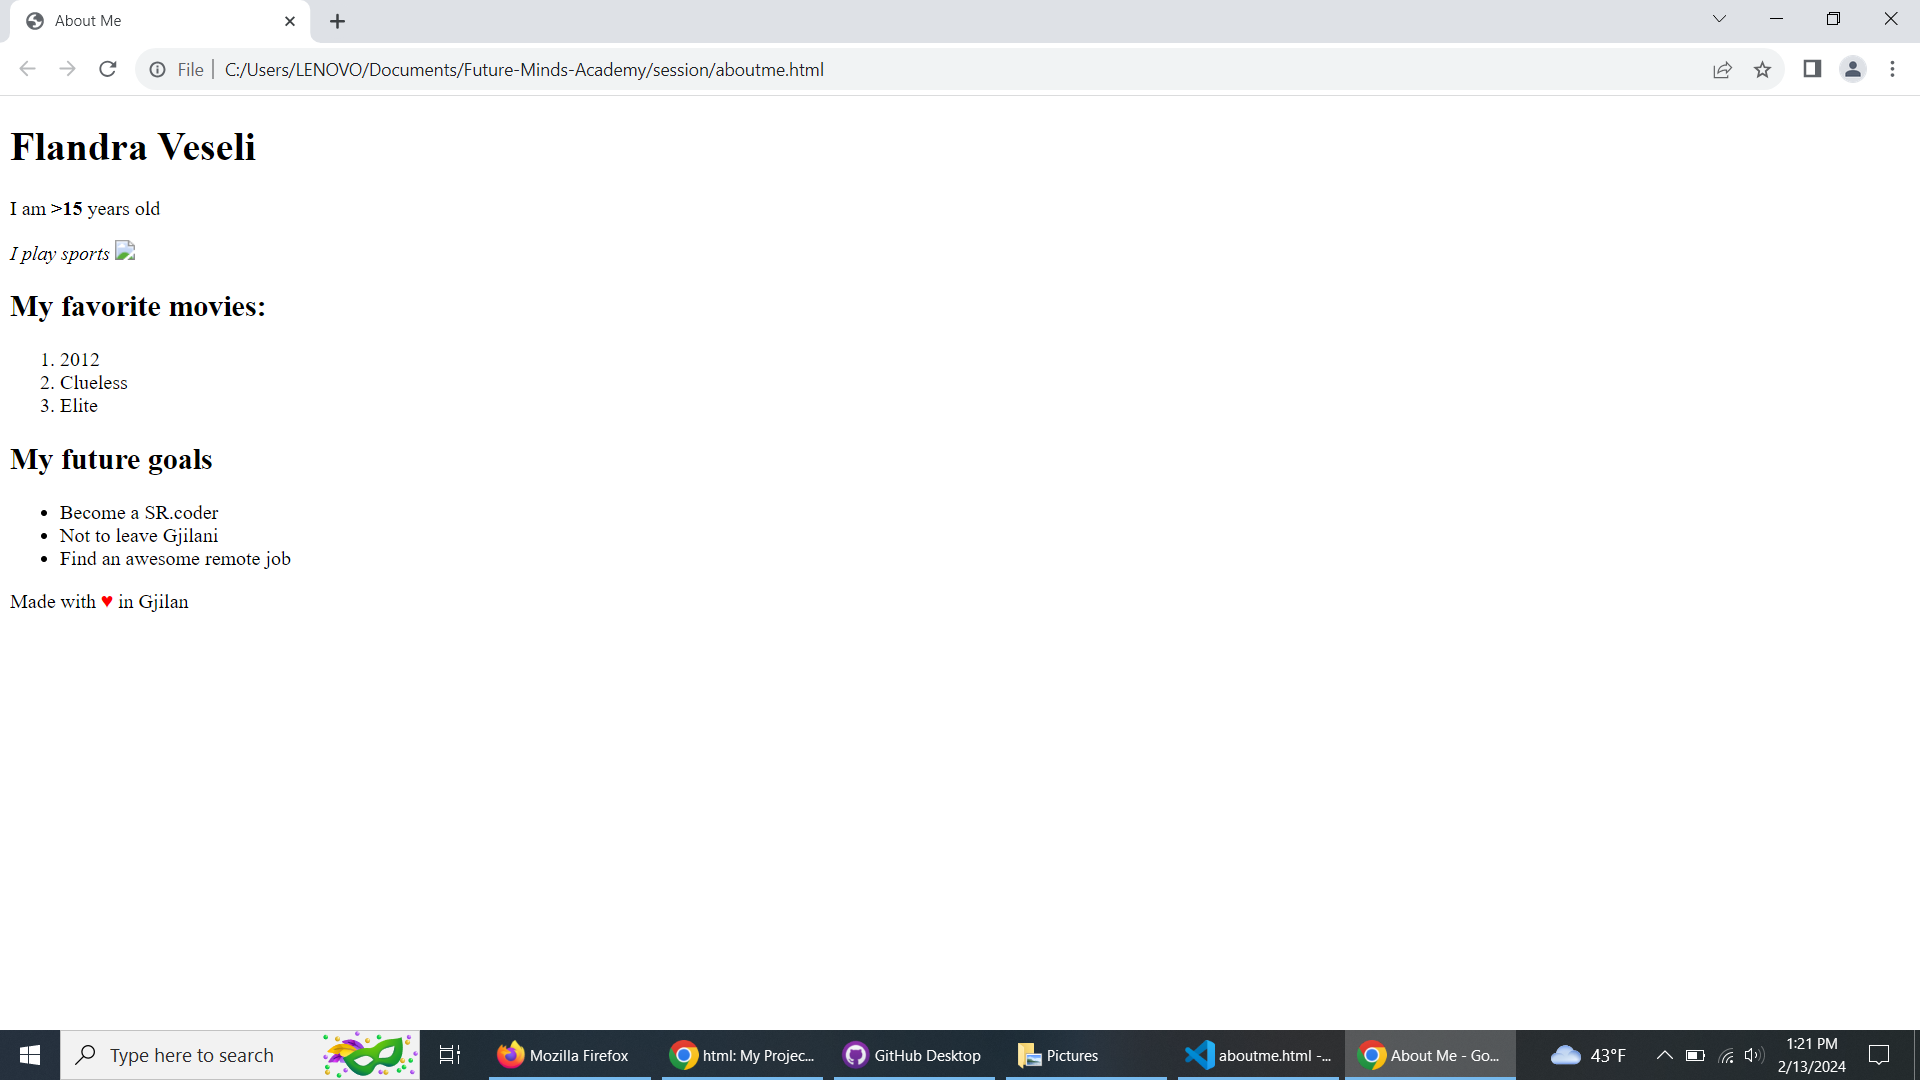 About Me
File
C:/Users/LENOVO/Documents/Future-Minds-Academy/session/aboutme.html
Flandra Veseli
I am >15 years old
I play sports
My favorite movies:
1. 2012
2. Clueless
3. Elite
My future goals
• Become a SR.coder
• Not to leave Gjilani
• Find an awesome remote job
Made with ♥ in Gjilan
Type here to search
Mozilla Firefox
html: My Projec...
GitHub Desktop
Pictures
aboutme.html -...
About Me - Go...
43°F
1:21 PM
2/13/2024